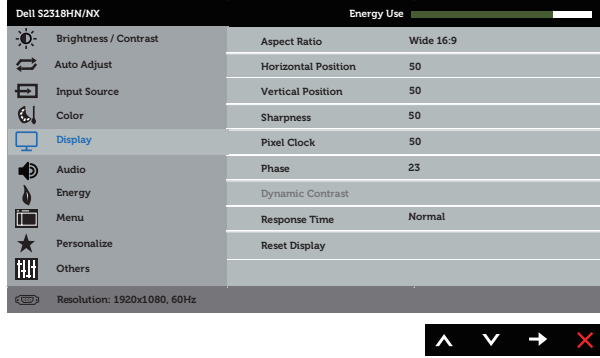 Dell S2318HN/NX Energy Use
Brightness / Contrast
Auto Adjust
Input Source
Color
Display
Audio
Energy
Menu
Personalize
Others
Aspect Ratio Wide 16:9
Horizontal Position 50
Vertical Position 50
Sharpness 50
Pixel Clock 50
Phase 23
Dynamic Contrast
Response Time Normal
Reset Display
Resolution: 1920x1080, 60Hz